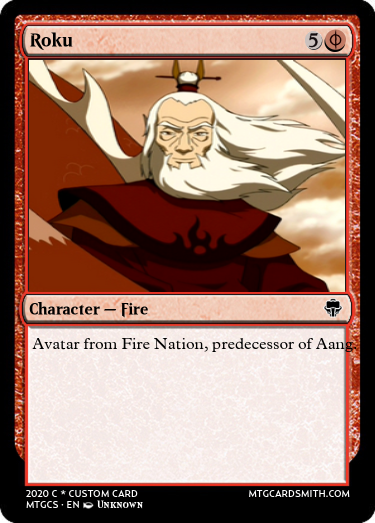 Roku 5
Character — Fire
Avatar from Fire Nation, predecessor of Aang.
2020 C * CUSTOM CARD MTGCARDSMITH.COM
MTGCS • EN Unknown